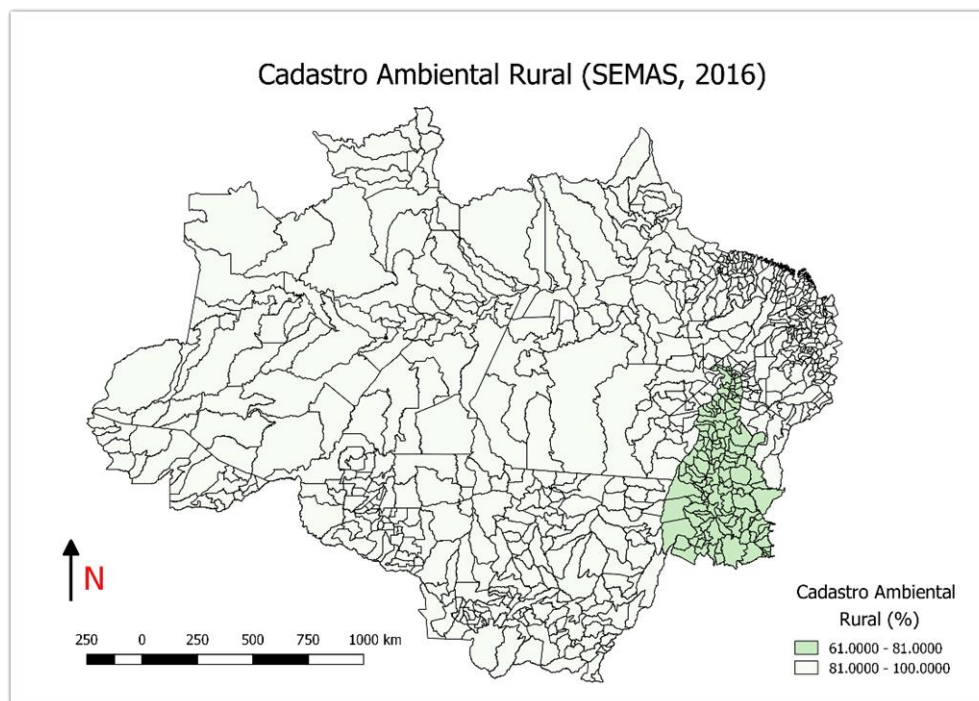 Cadastro Ambiental Rural (SEMAS, 2016)
N
250 0 250 500 750 1000 km
Cadastro Ambiental
Rural (%)
61.0000 - 81.0000
81.0000 - 100.0000